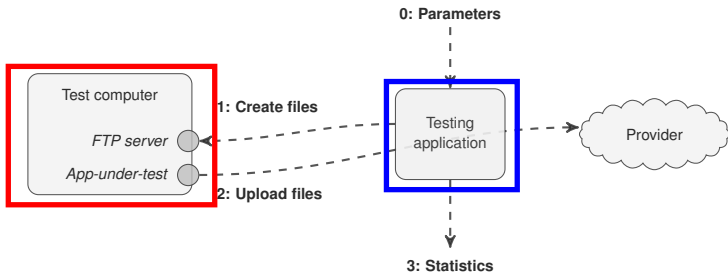 0: Parameters
Test computer
1: Create files
FTP server
Testing
application
Provider
App-under-test
2: Upload files
3: Statistics